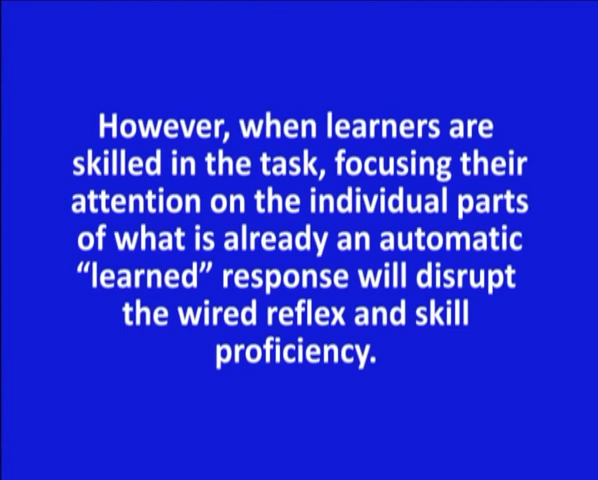 However, when learners are
skilled in the task, focusing their
attention on the individual parts
of what is already an automatic
“learned” response will disrupt
the wired reflex and skill
proficiency.